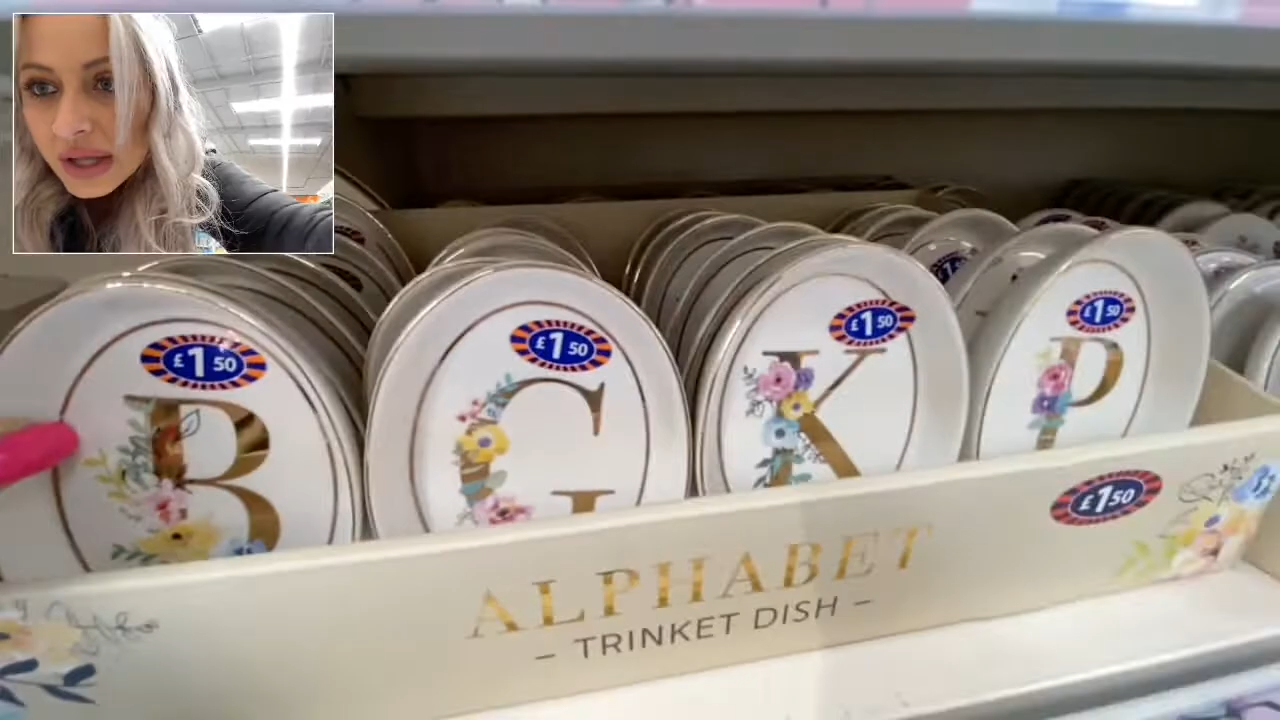 £1.50
£1.50
£1.50
£1.50
B
G
K
P
£1.50
ALPHABET
– TRINKET DISH –